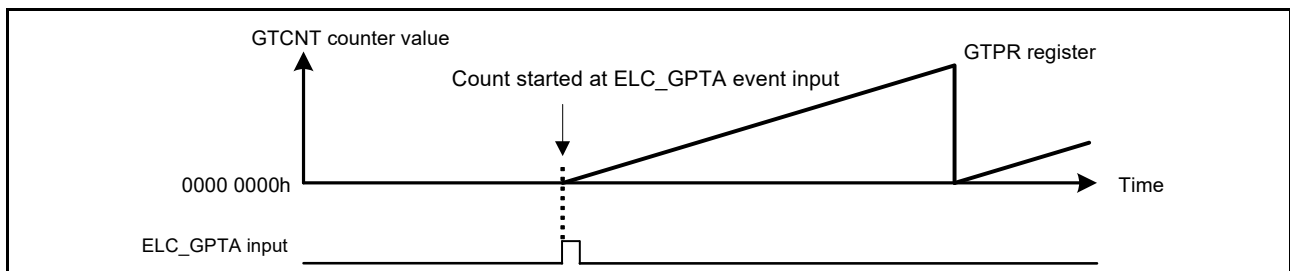 GTCNT counter value
GTPR register
Count started at ELC_GPTA event input
0000 0000h
Time
ELC_GPTA input